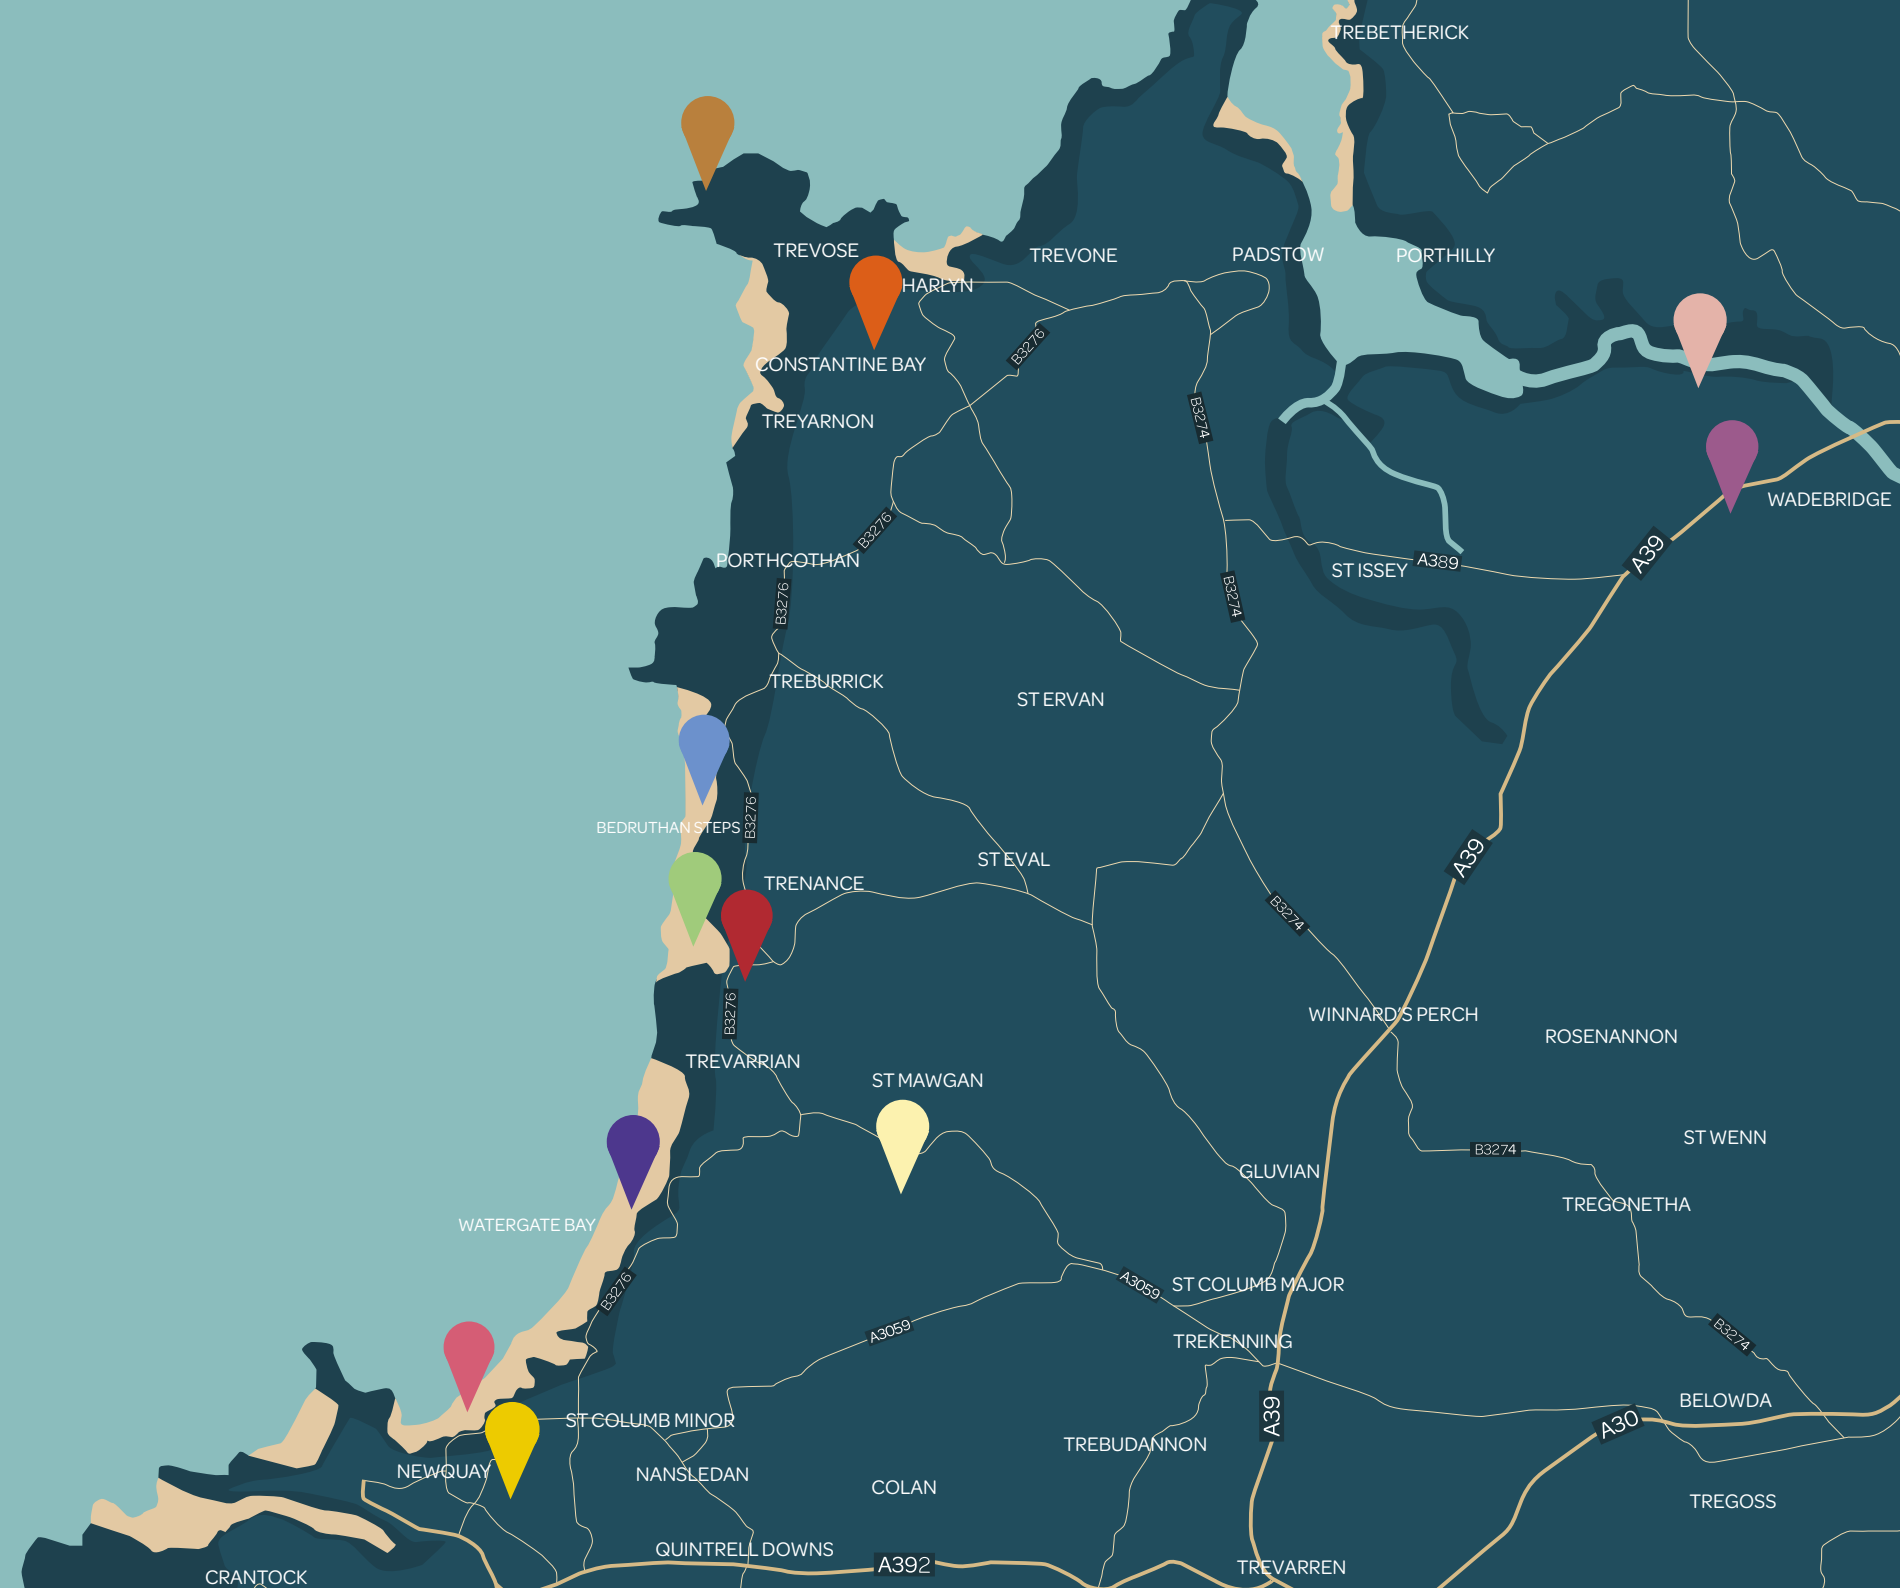 TREBETHERICK
TREVOSE
TREVONE
PADSTOW
PORTHILLY
HARLYN
B3276
CONSTANTINE BAY
B3274
TREYARNON
WADEBRIDGE
B3276
A39
PORTHCOTHAN
A389
ST ISSEY
B3276
B3274
TREBURRICK
ST ERVAN
B3276
BEDRUTHAN STEPS
ST EVAL
A39
TRENANCE
B3274
B3276
WINNARD'S PERCH
ROSENANNON
TREVARRIAN
ST MAWGAN
ST WENN
B3274
GLUVIAN
TREGONETHA
WATERGATE BAY
B3276
A3059
ST COLUMB MAJOR
A3059
B3274
TREKENNING
BELOWDA
A39
ST COLUMB MINOR
A30
TREBUDANNON
NEWQUAY
NANSLEDAN
COLAN
TREGOSS
QUINTRELL DOWNS
A392
TREVARREN
CRANTOCK